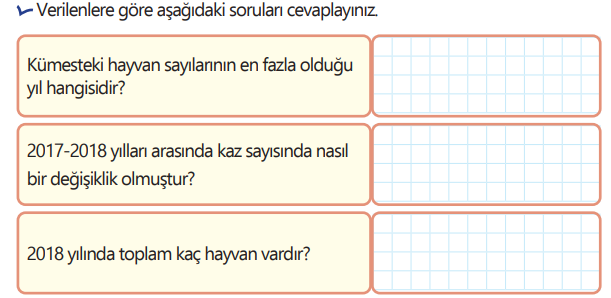 Verilenlere göre aşağıdaki soruları cevaplayınız.
Kümesteki hayvan sayılarının en fazla olduğu
yıl hangisidir?
2017-2018 yılları arasında kaz sayısında nasıl
bir değişiklik olmuştur?
2018 yılında toplam kaç hayvan vardır?